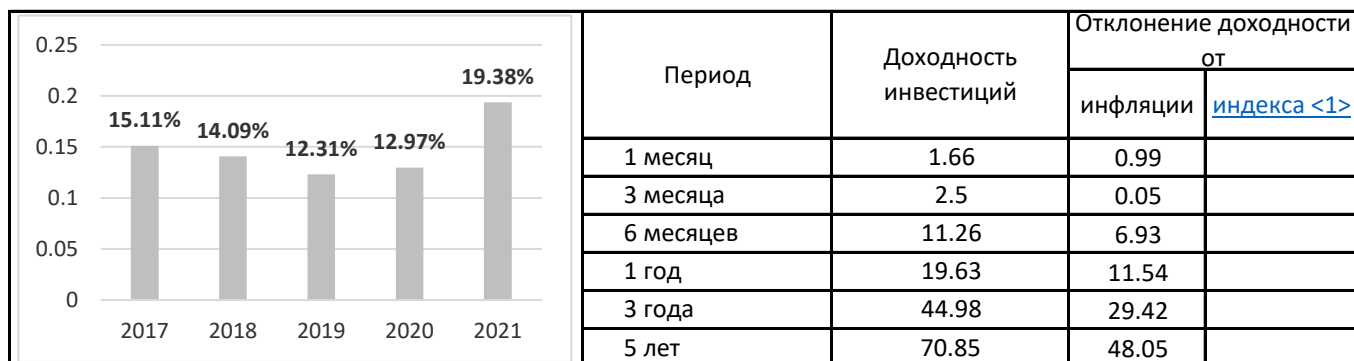 0.25
0.2
0.15
0.1
0.05
0
15.11%
14.09%
12.31%
12.97%
19.38%
2017 2018 2019 2020 2021
Период
Доходность
инвестиций
Отклонение доходности
от
инфляции индекса <1>
1 месяц 1.66 0.99
3 месяца 2.5 0.05
6 месяцев 11.26 6.93
1 год 19.63 11.54
3 года 44.98 29.42
5 лет 70.85 48.05